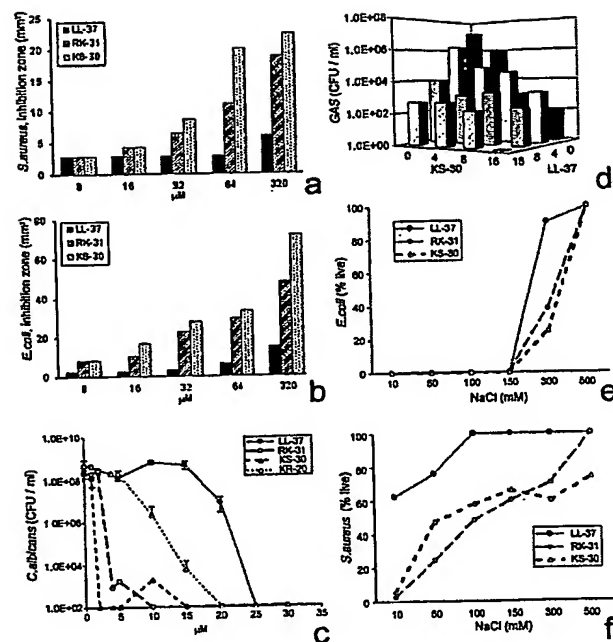 S.aureus, inhibition zone (mm²)
25
20
15
10
5
0
LL-37
RK-31
KS-30
8
16
32
64
320
µM
a
1.0E+08
1.0E+06
1.0E+04
1.0E+02
1.0E+00
GAS (CFU / ml)
0
4
8
16
16
8
4
0
KS-30
LL-37
d
E.coli, inhibition zone (mm²)
80
60
40
20
0
LL-37
RK-31
KS-30
8
16
32
64
320
µM
b
E.coli (% live)
100
80
60
40
20
0
LL-37
RK-31
KS-30
10
50
100
150
300
500
NaCl (mM)
e
C.albicans (CFU / ml)
1.0E+10
1.0E+08
1.0E+06
1.0E+04
1.0E+02
LL-37
RK-31
KS-30
KR-20
0
5
10
15
20
25
30
35
µM
c
S.aureus (% live)
100
80
60
40
20
0
LL-37
RK-31
KS-30
10
50
100
150
300
500
NaCl (mM)
f